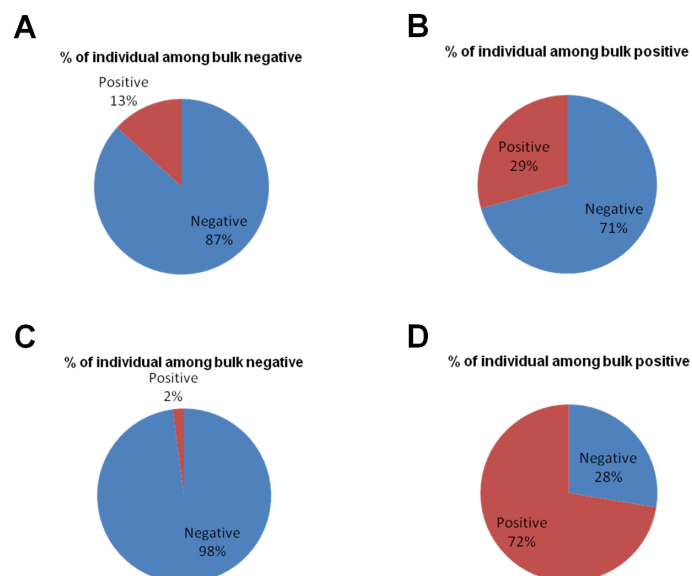 A
% of individual among bulk negative
Positive
13%
Negative
87%
B
% of individual among bulk positive
Positive
29%
Negative
71%
C
% of individual among bulk negative
Positive
2%
Negative
98%
D
% of individual among bulk positive
Negative
28%
Positive
72%